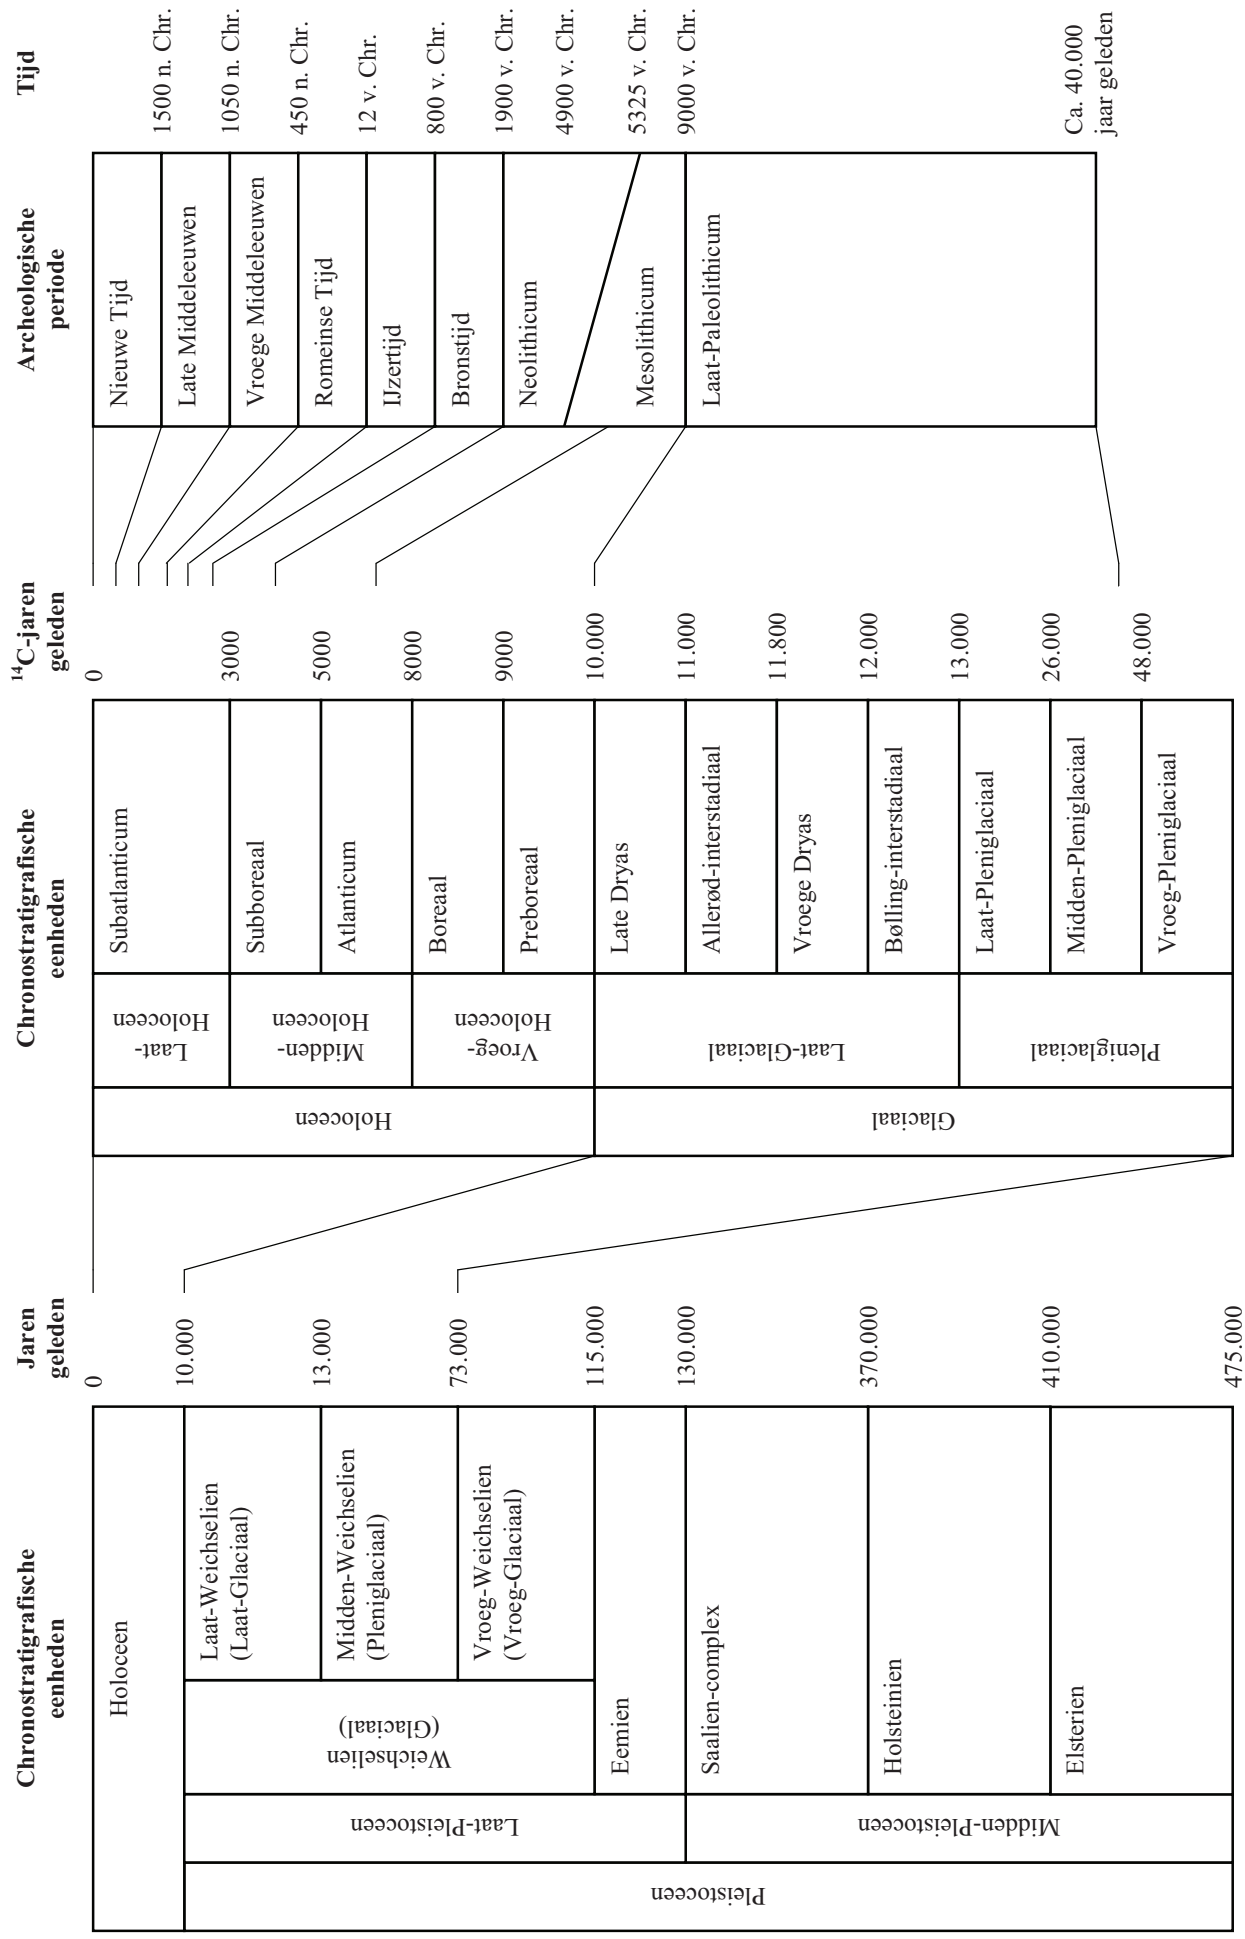 Chronostratigrafische
eenheden
Jaren
geleden
Holoceen
Pleistoceen
Laat-Pleistoceen
Midden-Pleistoceen
Weichselien
(Glaciaal)
Laat-Weichselien
(Laat-Glaciaal)
Midden-Weichselien
(Pleniglaciaal)
Vroeg-Weichselien
(Vroeg-Glaciaal)
Eemien
Saalien-complex
Holsteinien
Elsterien
0
10.000
13.000
73.000
115.000
130.000
370.000
410.000
475.000
Chronostratigrafische
eenheden
¹⁴C-jaren
geleden
Holoceen
Glaciaal
Laat-
Holoceen
Midden-
Holoceen
Vroeg-
Holoceen
Laat-Glaciaal
Pleniglaciaal
Subatlanticum
Subboreaal
Atlanticum
Boreaal
Preboreaal
Late Dryas
Allerød-interstadiaal
Vroege Dryas
Bølling-interstadiaal
Laat-Pleniglaciaal
Midden-Pleniglaciaal
Vroeg-Pleniglaciaal
0
3000
5000
8000
9000
10.000
11.000
11.800
12.000
13.000
26.000
48.000
Archeologische
periode
Tijd
Nieuwe Tijd
Late Middeleeuwen
Vroege Middeleeuwen
Romeinse Tijd
IJzertijd
Bronstijd
Neolithicum
Mesolithicum
Laat-Paleolithicum
1500 n. Chr.
1050 n. Chr.
450 n. Chr.
12 v. Chr.
800 v. Chr.
1900 v. Chr.
4900 v. Chr.
5325 v. Chr.
9000 v. Chr.
Ca. 40.000
jaar geleden